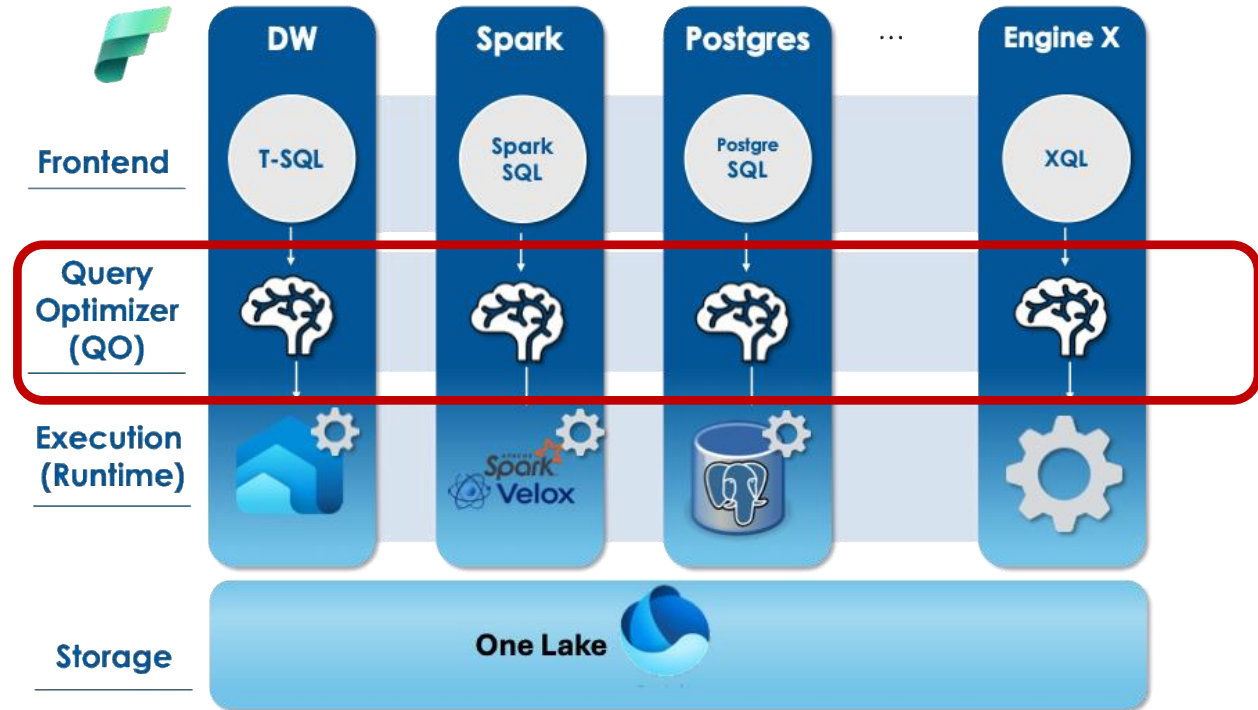 DW
Spark
Postgres
...
Engine X
Frontend
T-SQL
Spark
SQL
Postgre
SQL
XQL
Query
Optimizer
(QO)
Execution
(Runtime)
APACHE
Spark
Velox
Storage
One Lake